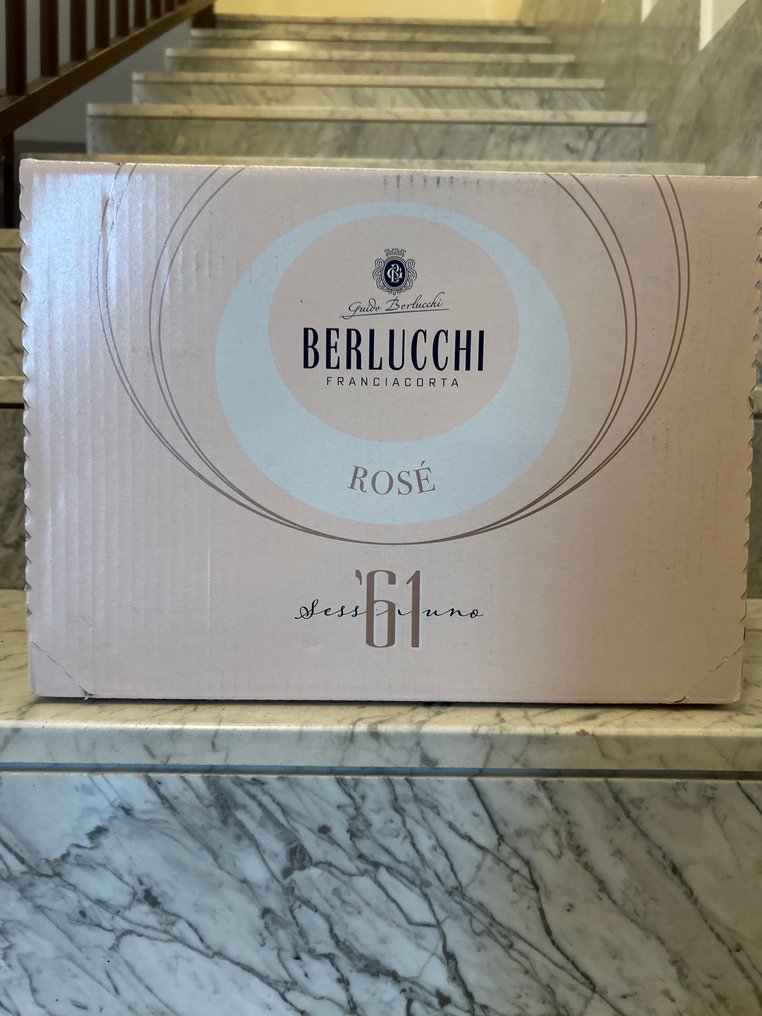 Guido Berlucchi
BERLUCCHI
FRANCIACORTA
ROSÉ
'61